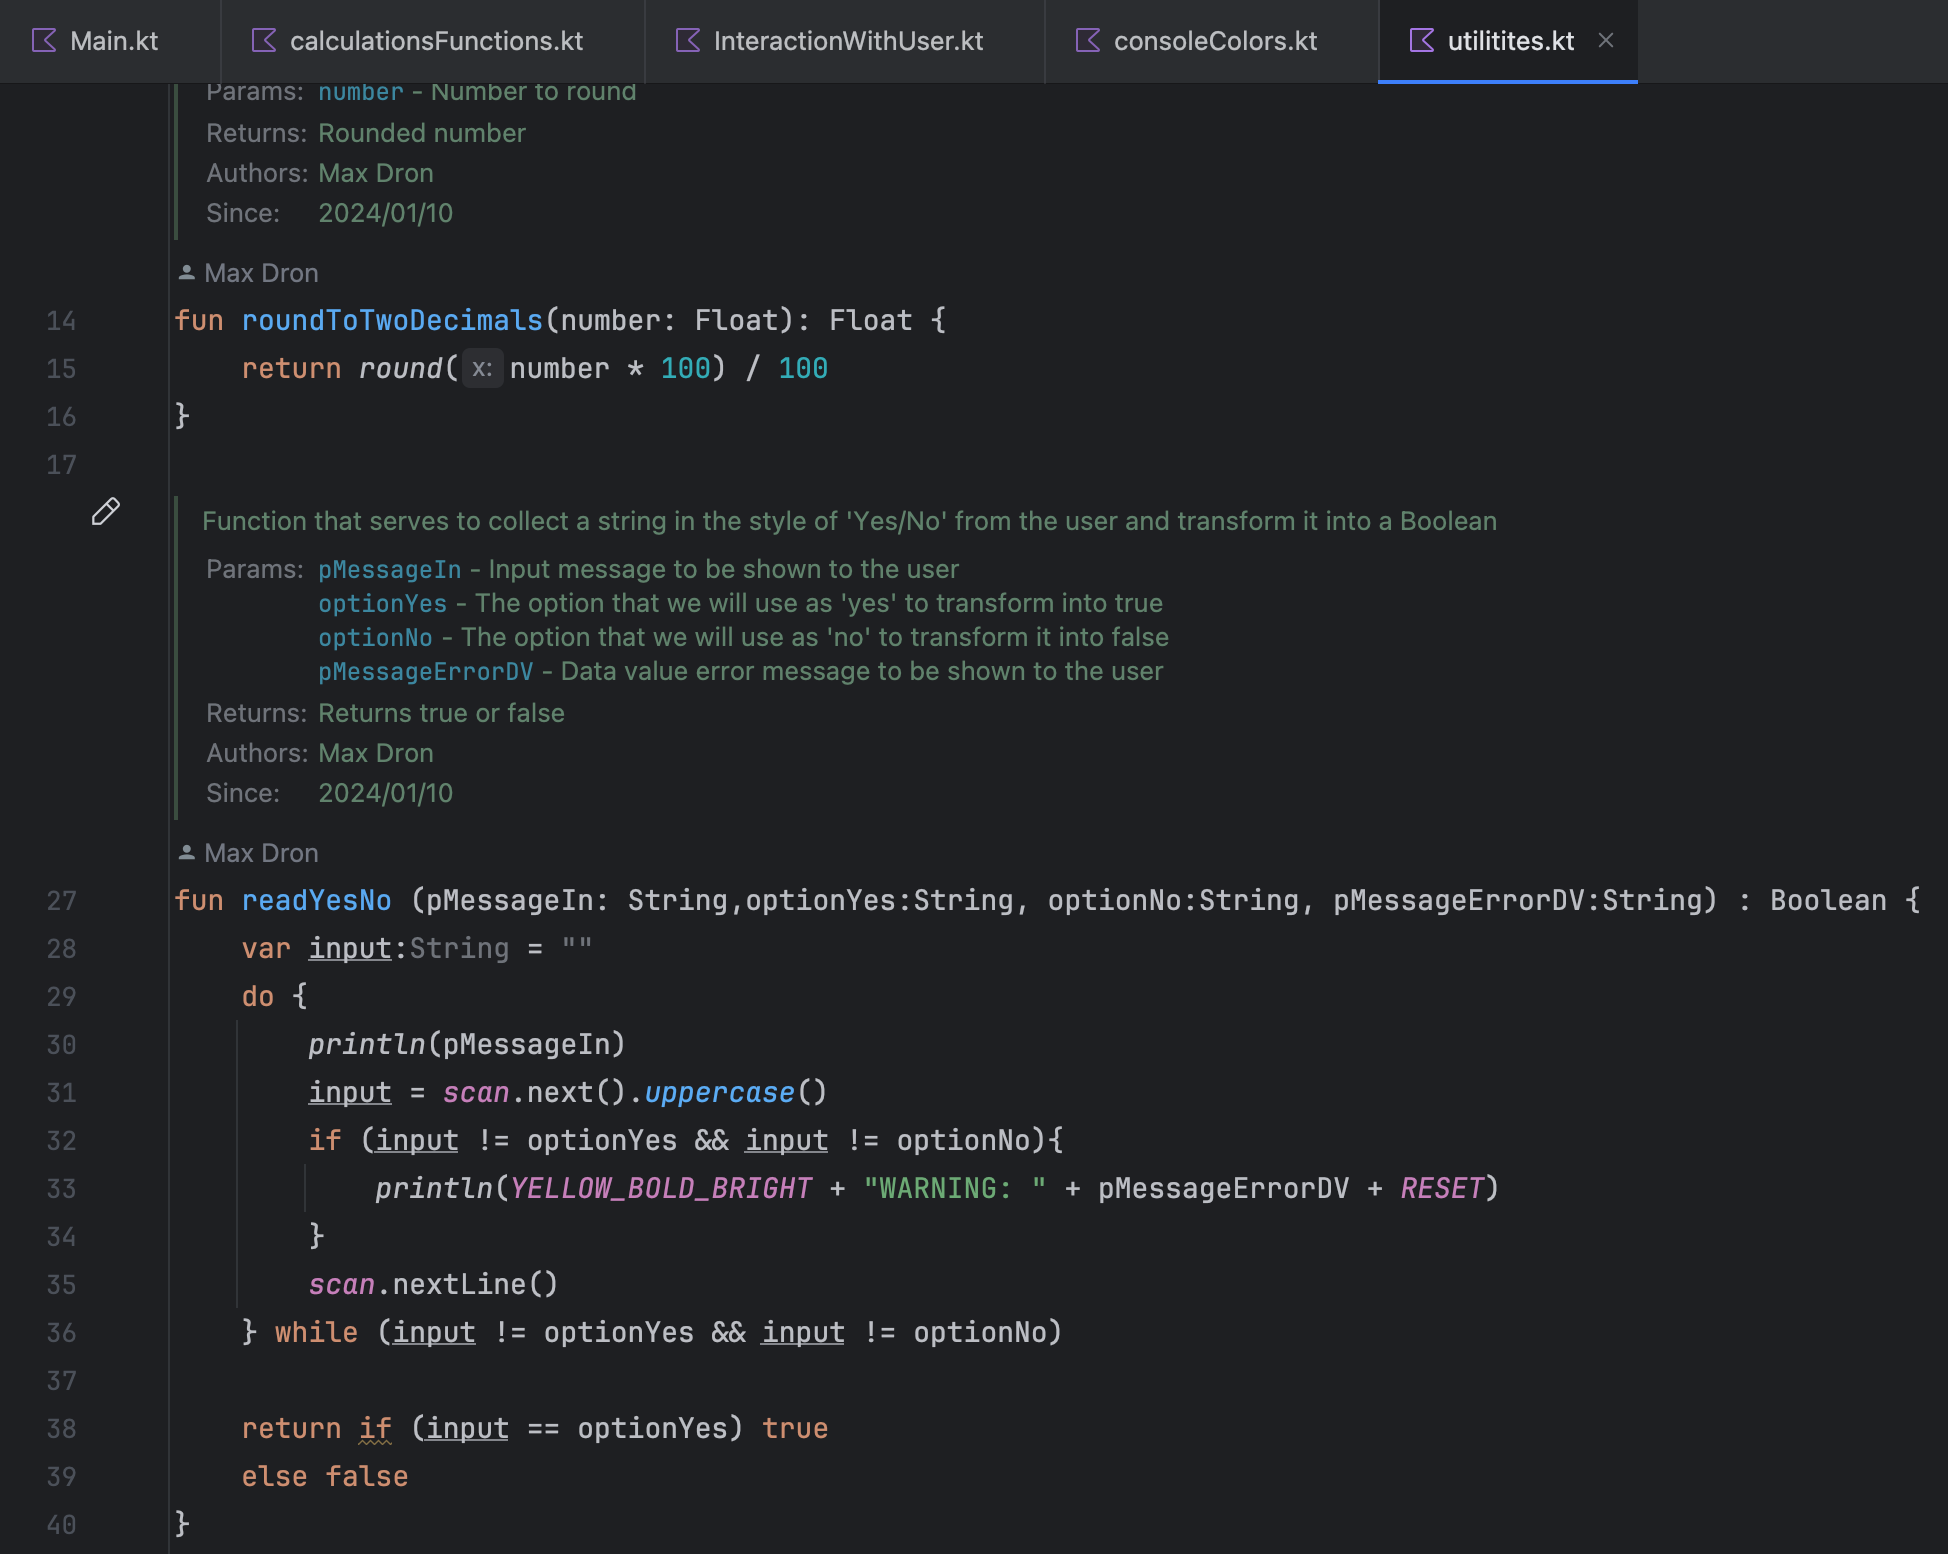 Main.kt calculationsFunctions.kt InteractionWithUser.kt consoleColors.kt utilitites.kt
Params: number - Number to round
Returns: Rounded number
Authors: Max Dron
Since: 2024/01/10
Max Dron
14 fun roundToTwoDecimals(number: Float): Float {
15     return round( x: number * 100) / 100
16 }
17
Function that serves to collect a string in the style of 'Yes/No' from the user and transform it into a Boolean
Params: pMessageIn - Input message to be shown to the user
optionYes - The option that we will use as 'yes' to transform into true
optionNo - The option that we will use as 'no' to transform it into false
pMessageErrorDV - Data value error message to be shown to the user
Returns: Returns true or false
Authors: Max Dron
Since: 2024/01/10
Max Dron
27 fun readYesNo (pMessageIn: String,optionYes:String, optionNo:String, pMessageErrorDV:String) : Boolean {
28     var input:String = ""
29     do {
30         println(pMessageIn)
31         input = scan.next().uppercase()
32         if (input != optionYes && input != optionNo){
33             println(YELLOW_BOLD_BRIGHT + "WARNING: " + pMessageErrorDV + RESET)
34         }
35         scan.nextLine()
36     } while (input != optionYes && input != optionNo)
37
38     return if (input == optionYes) true
39     else false
40 }